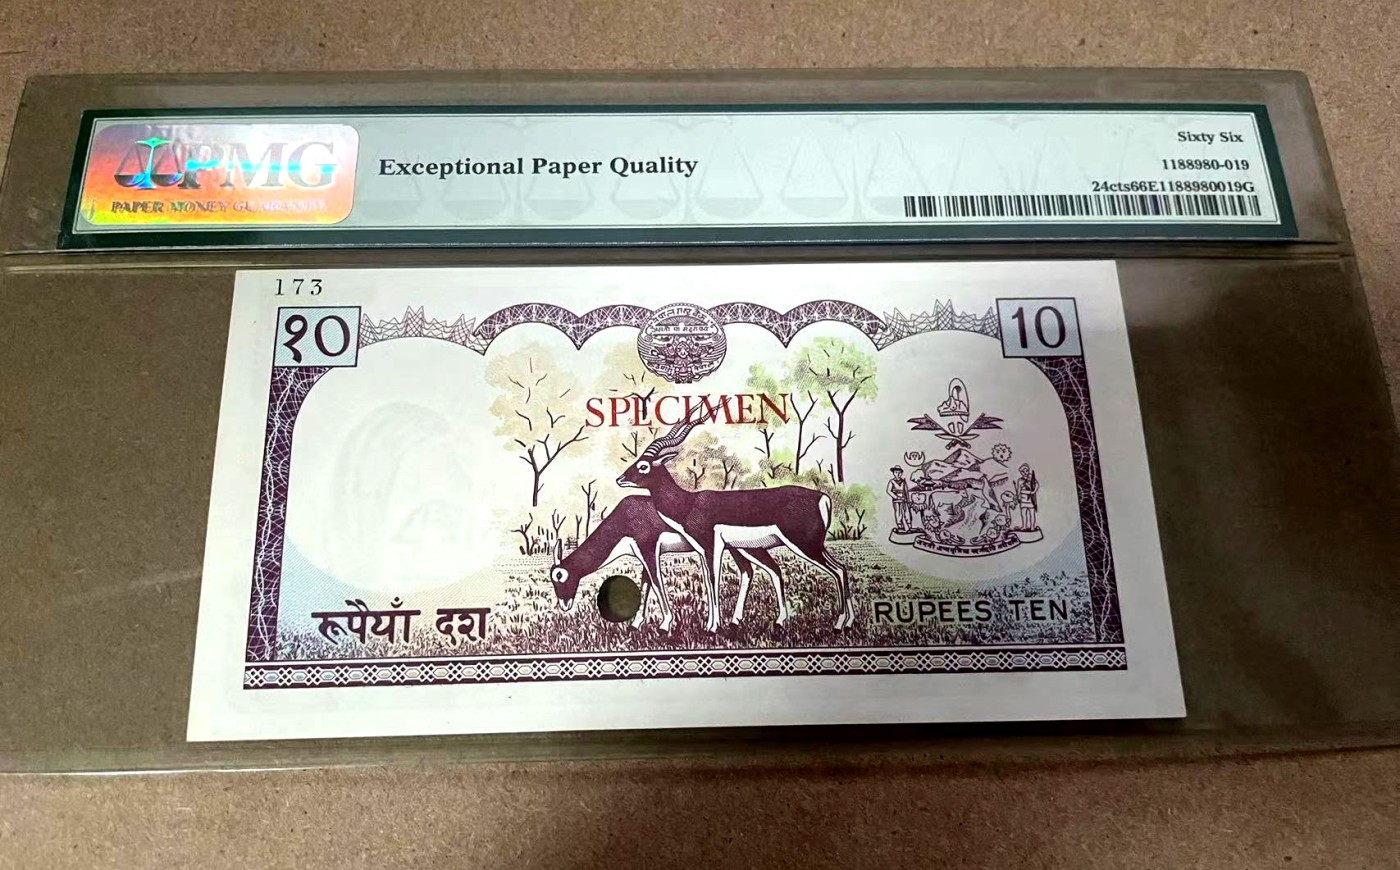 PMG
PAPER MONEY GUARANTY
Exceptional Paper Quality
Sixty Six
1188980-019
24cts66E1188980019G
173
१०
10
SPECIMEN
रूपैयाँ दश
RUPEES TEN